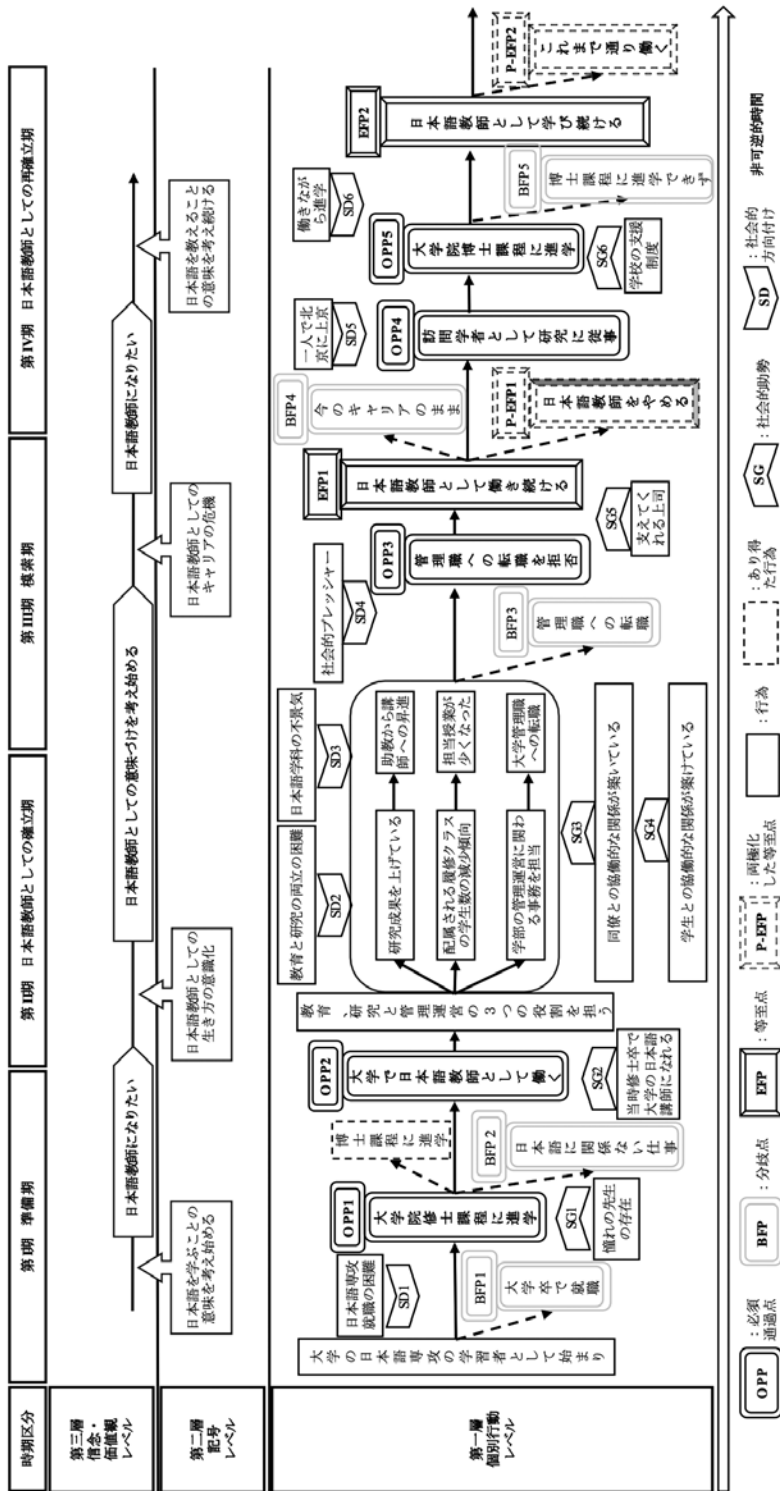 時期区分
第I期 準備期
第II期 日本語教師としての確立期
第III期 模索期
第IV期 日本語教師としての再確立期
第三層
信念・
価値観
レベル
日本語教師になりたい
日本語教師としての意味づけを考え始める
日本語教師になりたい
第二層
記号
レベル
日本語を学ぶことの
意味を考え始める
日本語教師としての
生き方の意識化
日本語教師としての
キャリアの危機
日本語を教えること
の意味を考え続ける
第一層
個別行動
レベル
大学の日本語専攻の学習者として始まり
日本語専攻
就職の困難
SD1
BFP1
大学卒で就職
OPP1
大学院修士課程に進学
SG1
憧れの先生
の存在
博士課程に進学
BFP 2
日本語に関係ない仕事
OPP2
大学で日本語教師として働く
SG2
当時修士卒で
大学の日本語
講師になれる
教育、研究と管理運営の3つの役割を担う
教育と研究の両立の困難
SD2
日本語学科の不景気
SD3
研究成果を上げている
助教から講
師への昇進
配属される履修クラス
の学生数の減少傾向
担当授業が
少くなった
学部の管理運営に関わ
る事務を担当
大学管理職
への転職
SG3
同僚との協働的な関係が築いている
SG4
学生との協働的な関係が築けている
社会的プレッシャー
SD4
BFP3
管理職への転職
OPP3
管理職への転職を拒否
SG5
支えてく
れる上司
EFP1
日本語教師として働き続ける
BFP4
今のキャリアのまま
P-EFP1
日本語教師をやめる
一人で北
京に上京
SD5
OPP4
訪問学者として研究に従事
OPP5
大学院博士課程に進学
SG6
学校の支援
制度
働きなが
ら進学
SD6
BFP5
博士課程に進学できず
EFP2
日本語教師として学び続ける
P-EFP2
これまで通り働く
非可逆的時間
OPP
：必須
通過点
BFP
：分岐点
EFP
：等至点
P-EFP
：両極化
した等至点
：行為
：あり得
た行為
SG
：社会的助勢
SD
：社会的
方向付け